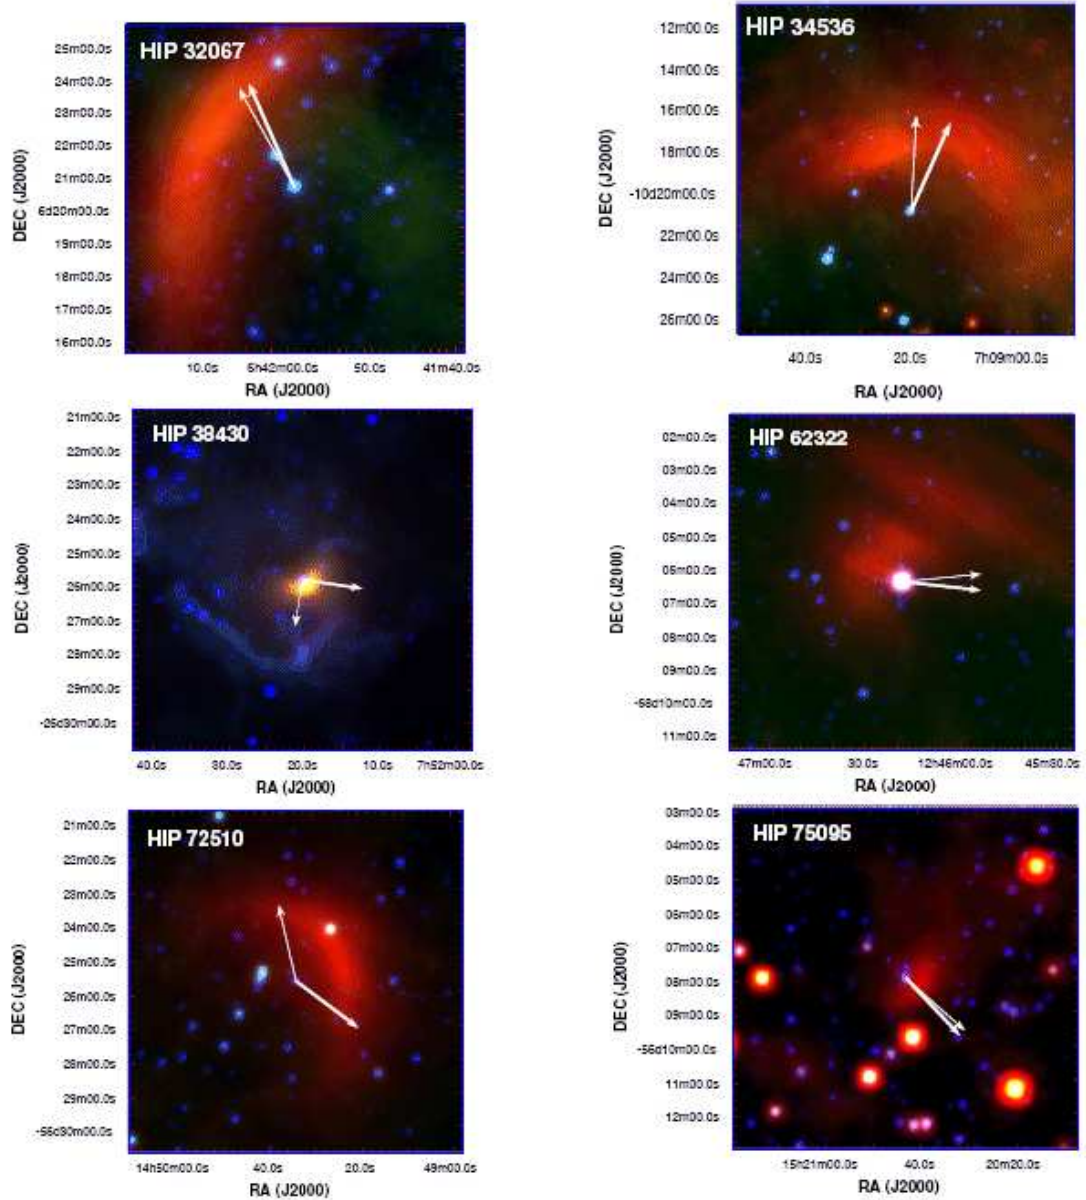 HIP 32067
25m00.0s
24m00.0s
23m00.0s
22m00.0s
21m00.0s
6d20m00.0s
19m00.0s
18m00.0s
17m00.0s
16m00.0s
DEC (J2000)
10.0s 6h42m00.0s 50.0s 41m40.0s
RA (J2000)
HIP 34536
12m00.0s
14m00.0s
16m00.0s
18m00.0s
-10d20m00.0s
22m00.0s
24m00.0s
26m00.0s
DEC (J2000)
40.0s 20.0s 7h09m00.0s
RA (J2000)
HIP 38430
21m00.0s
22m00.0s
23m00.0s
24m00.0s
25m00.0s
26m00.0s
27m00.0s
28m00.0s
29m00.0s
-26d30m00.0s
DEC (J2000)
40.0s 30.0s 20.0s 10.0s 7h52m00.0s
RA (J2000)
HIP 62322
02m00.0s
03m00.0s
04m00.0s
05m00.0s
06m00.0s
07m00.0s
08m00.0s
09m00.0s
-68d10m00.0s
11m00.0s
DEC (J2000)
47m00.0s 30.0s 12h46m00.0s 45m30.0s
RA (J2000)
HIP 72510
21m00.0s
22m00.0s
23m00.0s
24m00.0s
25m00.0s
26m00.0s
27m00.0s
28m00.0s
29m00.0s
DEC (J2000)
14h50m00.0s 40.0s 20.0s 49m00.0s
RA (J2000)
HIP 75095
03m00.0s
04m00.0s
05m00.0s
06m00.0s
07m00.0s
08m00.0s
09m00.0s
11m00.0s
12m00.0s
DEC (J2000)
15h21m00.0s 40.0s 20m20.0s
RA (J2000)